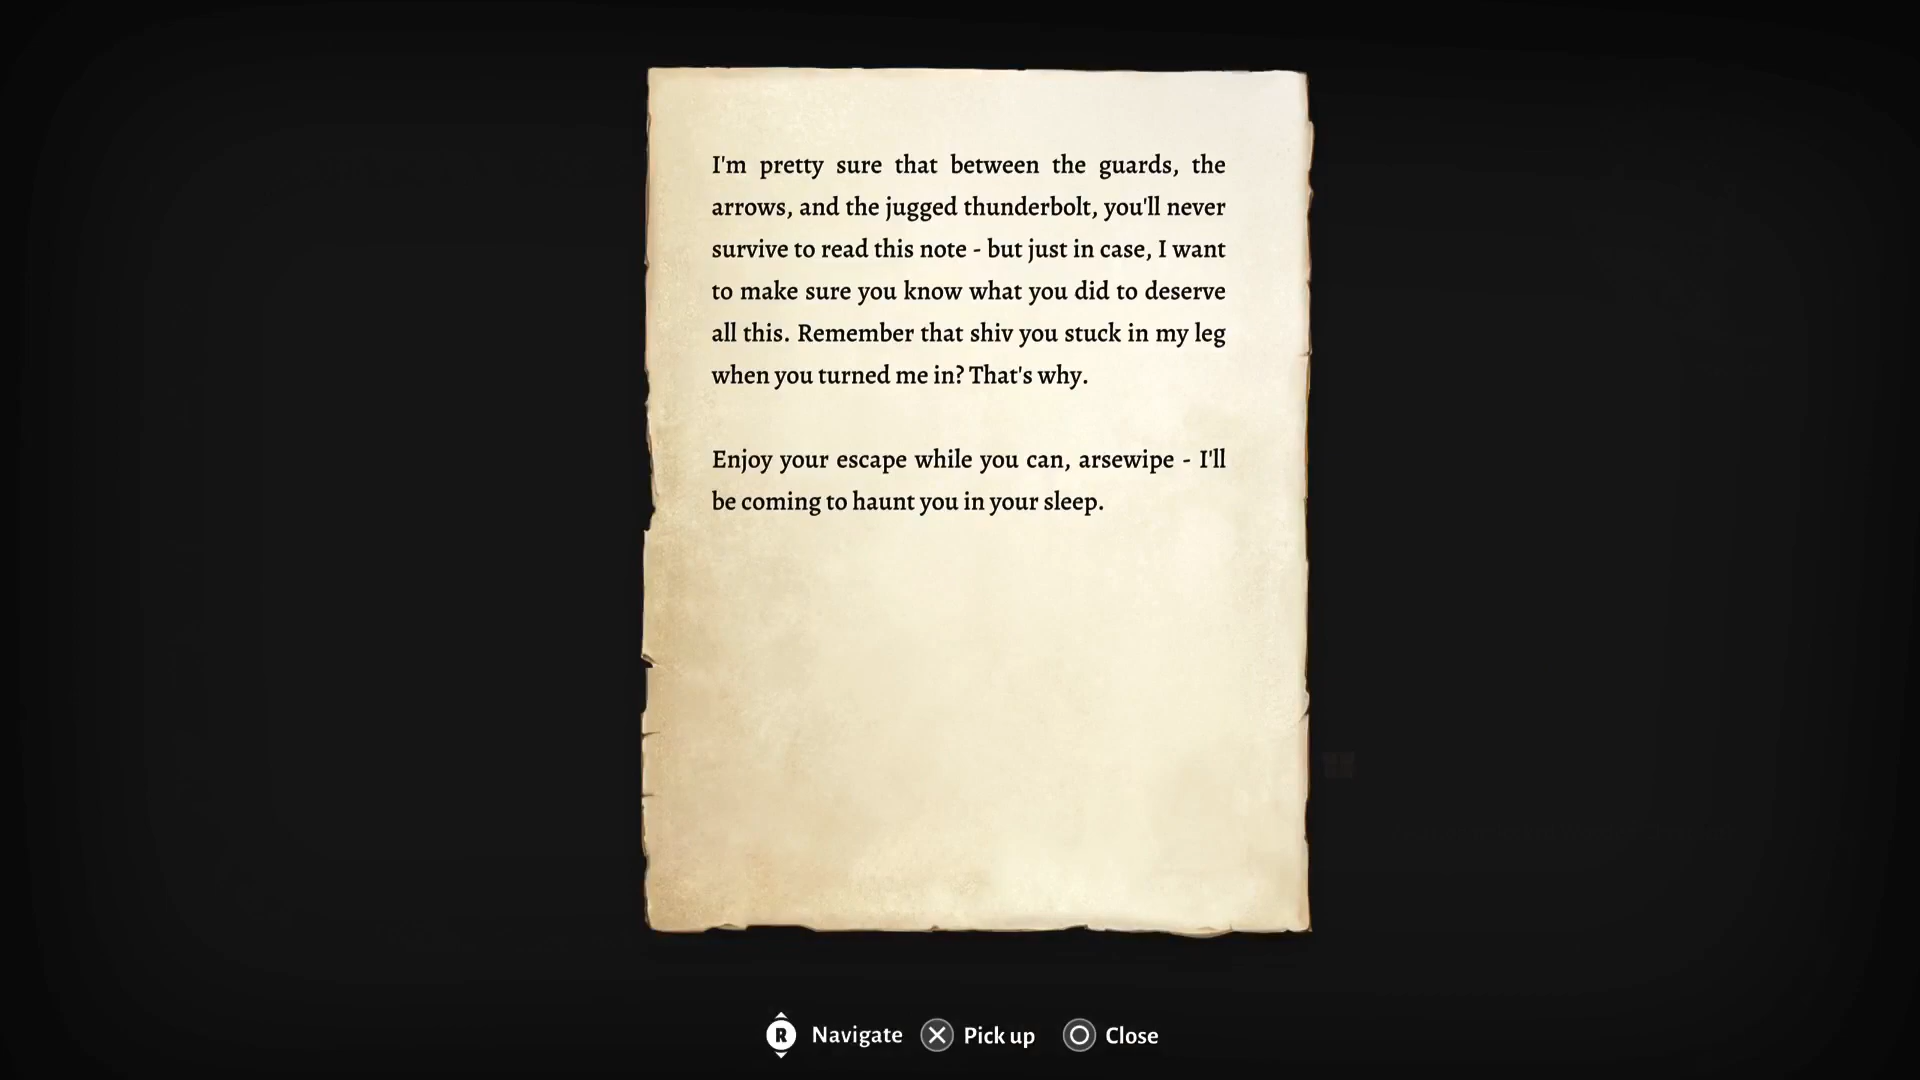 I'm pretty sure that between the guards, the
arrows, and the jugged thunderbolt, you'll never
survive to read this note - but just in case, I want
to make sure you know what you did to deserve
all this. Remember that shiv you stuck in my leg
when you turned me in? That's why.
Enjoy your escape while you can, arsewipe - I'll
be coming to haunt you in your sleep.
R Navigate Pick up Close